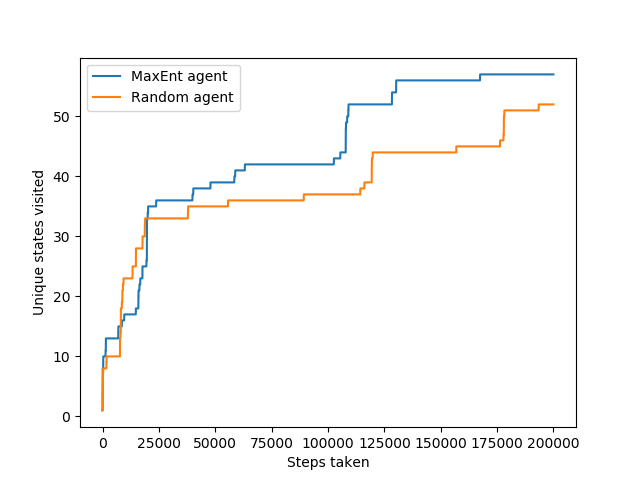 MaxEnt agent
Random agent
Unique states visited
50
40
30
20
10
0
0 25000 50000 75000 100000 125000 150000 175000 200000
Steps taken